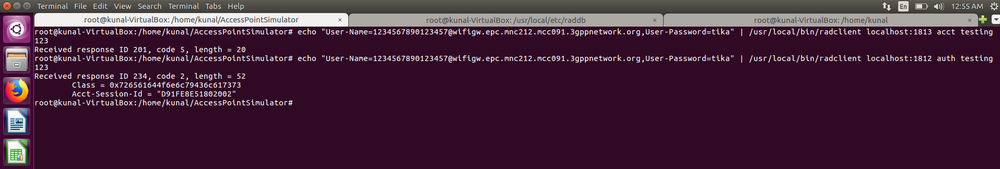 Terminal File Edit View Search Terminal Tabs Help En 12:55 AM
root@kunal-VirtualBox: /home/kunal/AccessPointSimulator × root@kunal-VirtualBox: /usr/local/etc/raddb × root@kunal-VirtualBox: /home/kunal ×
root@kunal-VirtualBox:/home/kunal/AccessPointSimulator# echo "User-Name=1234567890123457@wifigw.epc.mnc212.mcc091.3gppnetwork.org,User-Password=tika" | /usr/local/bin/radclient localhost:1813 acct testing
123
Received response ID 201, code 5, length = 20
root@kunal-VirtualBox:/home/kunal/AccessPointSimulator# echo "User-Name=1234567890123457@wifigw.epc.mnc212.mcc091.3gppnetwork.org,User-Password=tika" | /usr/local/bin/radclient localhost:1812 auth testing
123
Received response ID 234, code 2, length = 52
Class = 0x726561644f6e6c79436c617373
Acct-Session-Id = "D91FE8E51802002"
root@kunal-VirtualBox:/home/kunal/AccessPointSimulator#